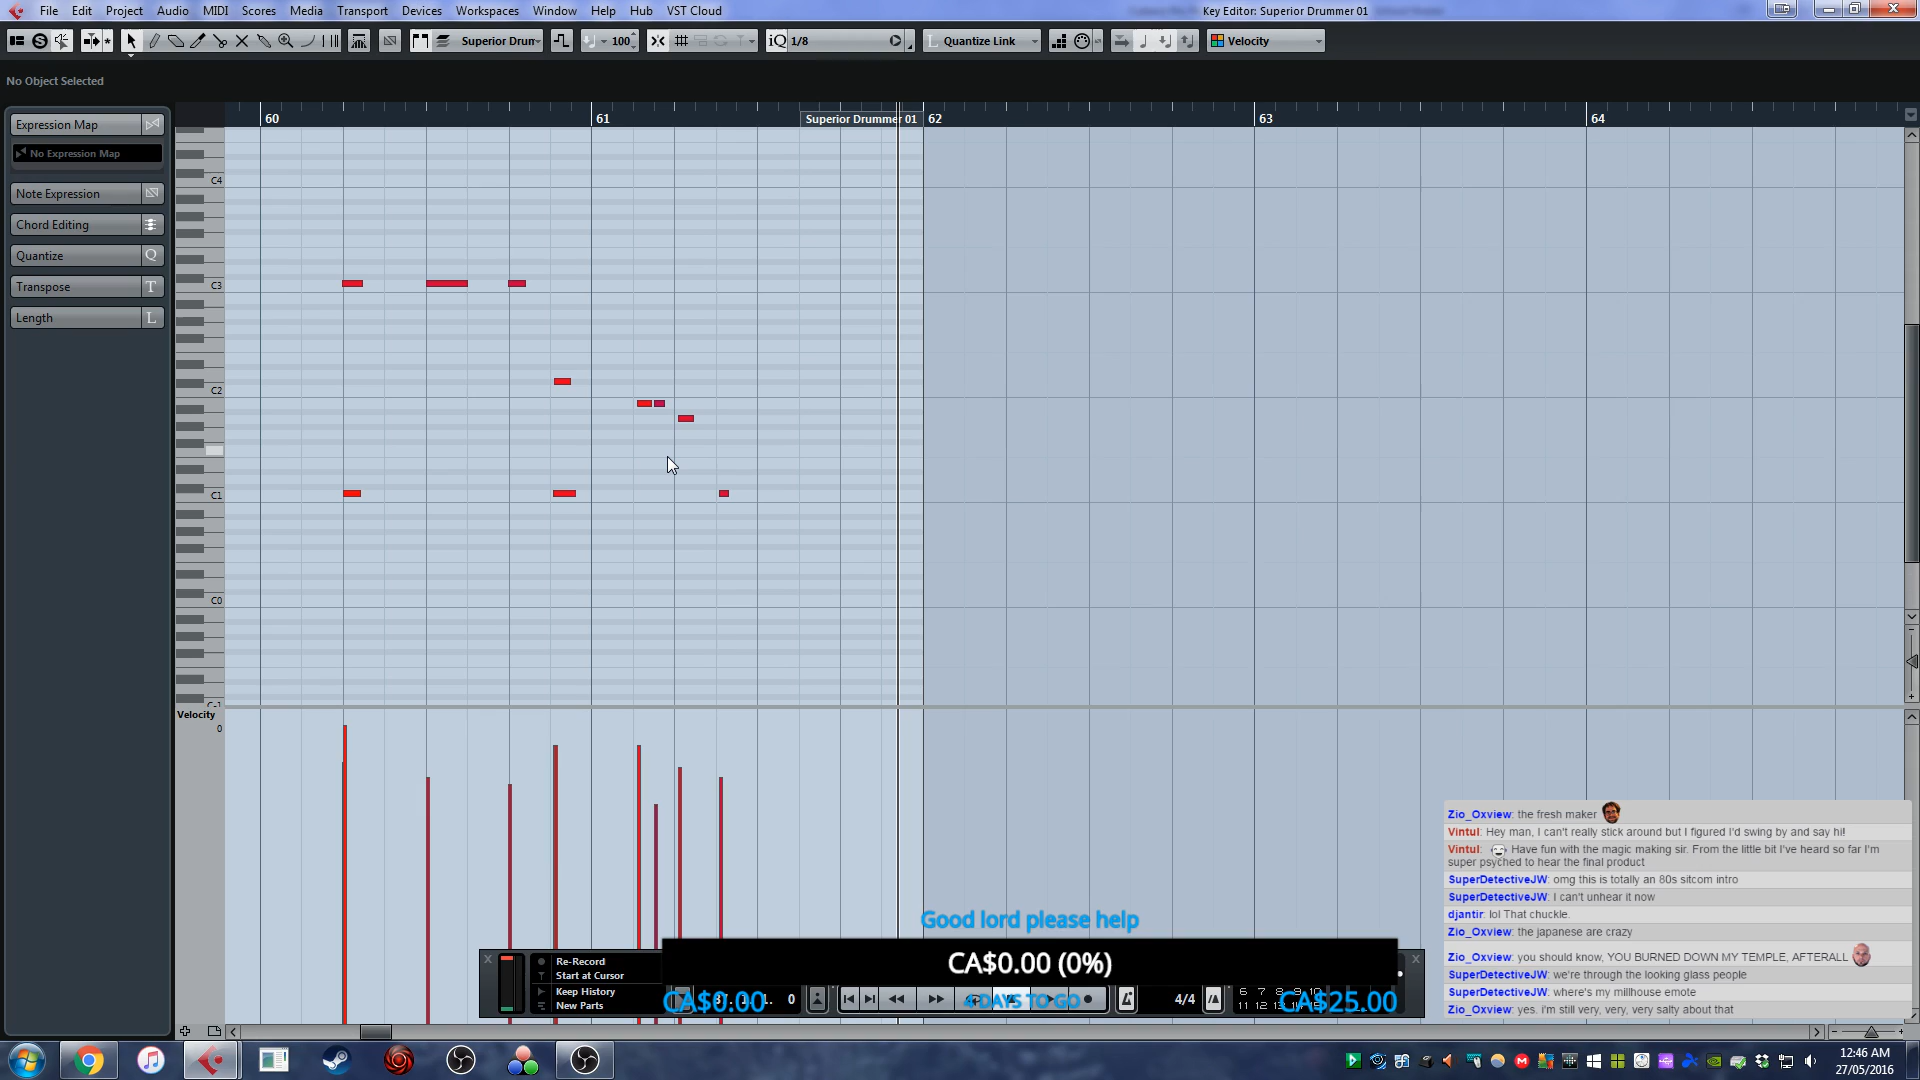 File Edit Project Audio MIDI Scores Media Transport Devices Workspaces Window Help Hub VST Cloud
Key Editor: Superior Drummer 01
Superior Drum
100
iQ 1/8
Quantize Link
Velocity
No Object Selected
60 61 Superior Drummer 01 62 63 64
Expression Map
No Expression Map
Note Expression
Chord Editing
Quantize Q
Transpose T
Length L
C4
C3
C2
C1
C0
C-1
Velocity
0
Zio_Oxview: the fresh maker
Vintul: Hey man, I can't really stick around but I figured I'd swing by and say hi!
Vintul: Have fun with the magic making sir. From the little bit I've heard so far I'm
super psyched to hear the final product
SuperDetectiveJW: omg this is totally an 80s sitcom intro
SuperDetectiveJW: I can't unhear it now
djantir: lol That chuckle.
Zio_Oxview: the japanese are crazy
Zio_Oxview: you should know, YOU BURNED DOWN MY TEMPLE, AFTERALL
SuperDetectiveJW: we're through the looking glass people
SuperDetectiveJW: where's my millhouse emote
Zio_Oxview: yes. i'm still very, very, very salty about that
Good lord please help
CA$0.00 (0%)
CA$0.00
4 DAYS TO GO
CA$25.00
Re-Record
Start at Cursor
Keep History
New Parts
4/4
12:46 AM
27/05/2016